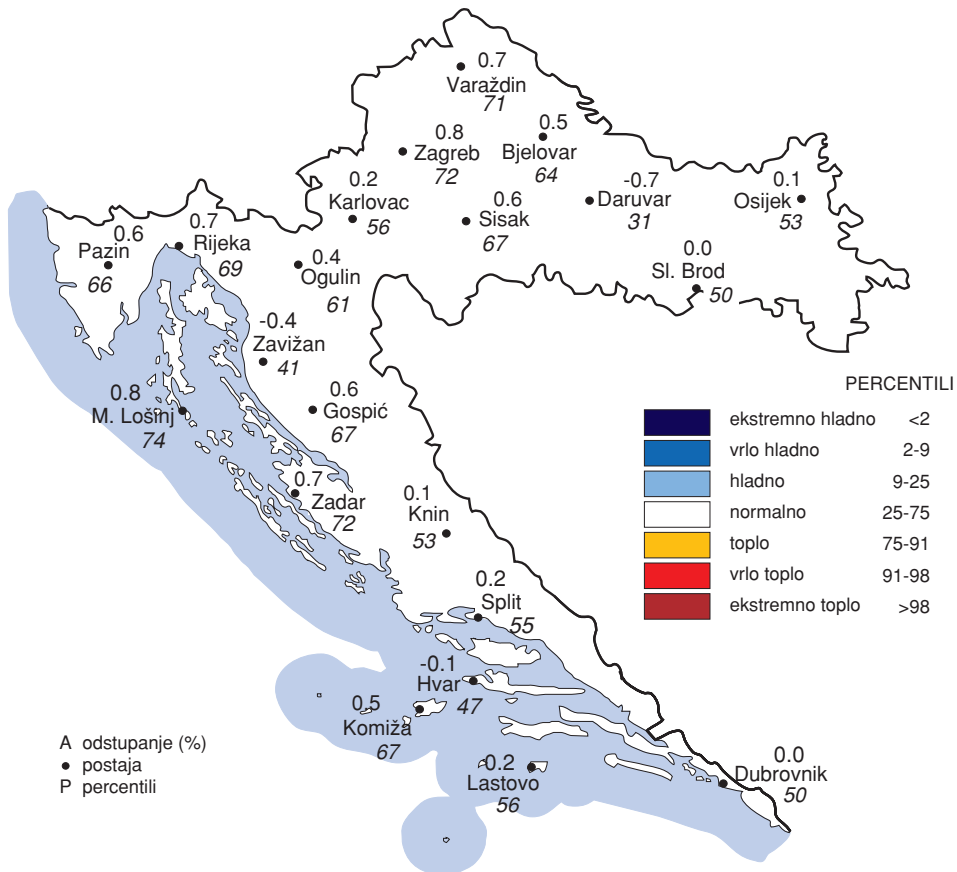 0.7
Varaždin
71
0.8
Zagreb
72
0.5
Bjelovar
64
0.2
Karlovac
56
0.6
Sisak
67
-0.7
Daruvar
31
0.1
Osijek
53
0.0
Sl. Brod
50
0.6
Pazin
66
0.7
Rijeka
69
0.4
Ogulin
61
-0.4
Zavižan
41
0.8
M. Lošinj
74
0.6
Gospić
67
0.7
Zadar
72
0.1
Knin
53
0.2
Split
55
-0.1
Hvar
47
0.5
Komiža
67
0.2
Lastovo
56
0.0
Dubrovnik
50
PERCENTILI
ekstremno hladno <2
vrlo hladno 2-9
hladno 9-25
normalno 25-75
toplo 75-91
vrlo toplo 91-98
ekstremno toplo >98
A odstupanje (%)
● postaja
P percentili